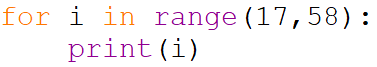 for i in range(17,58):
    print(i)